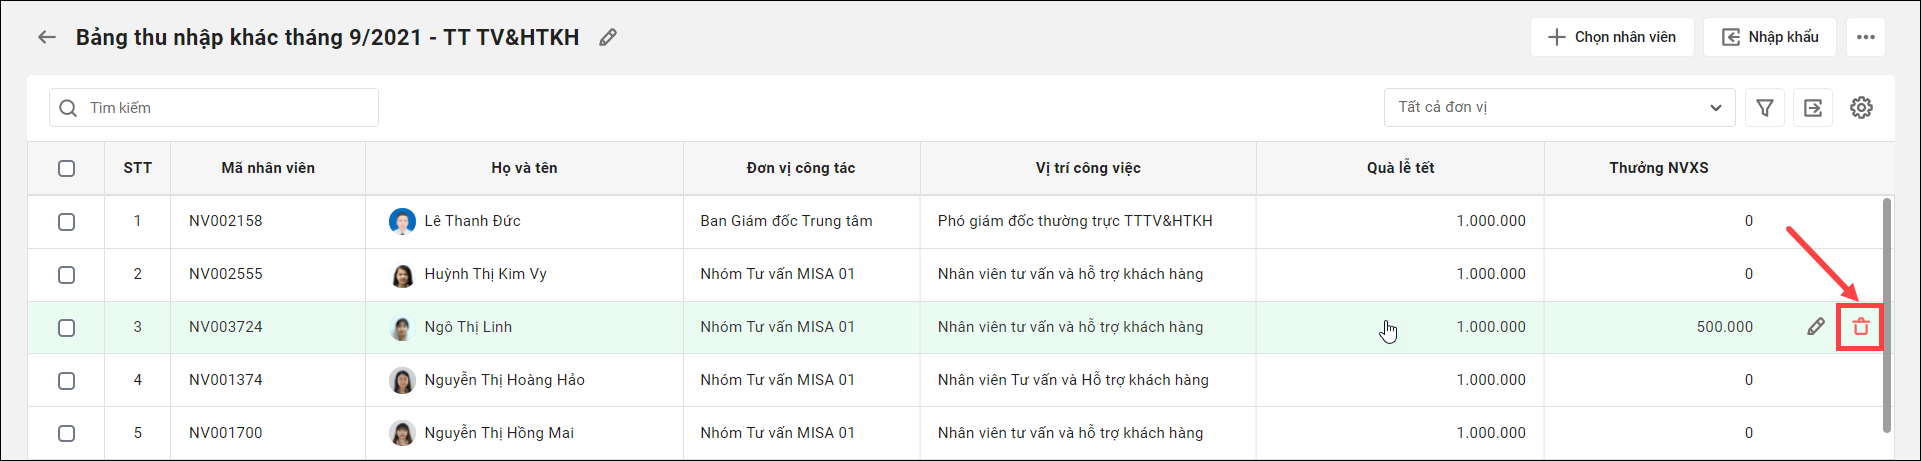 Bảng thu nhập khác tháng 9/2021 - TT TV&HTKH
Chọn nhân viên
Nhập khẩu
Tìm kiếm
Tất cả đơn vị
STT Mã nhân viên Họ và tên Đơn vị công tác Vị trí công việc Quà lễ tết Thưởng NVXS
1 NV002158 Lê Thanh Đức Ban Giám đốc Trung tâm Phó giám đốc thường trực TTTV&HTKH 1.000.000 0
2 NV002555 Huỳnh Thị Kim Vy Nhóm Tư vấn MISA 01 Nhân viên tư vấn và hỗ trợ khách hàng 1.000.000 0
3 NV003724 Ngô Thị Linh Nhóm Tư vấn MISA 01 Nhân viên tư vấn và hỗ trợ khách hàng 1.000.000 500.000
4 NV001374 Nguyễn Thị Hoàng Hảo Nhóm Tư vấn MISA 01 Nhân viên Tư vấn và Hỗ trợ khách hàng 1.000.000 0
5 NV001700 Nguyễn Thị Hồng Mai Nhóm Tư vấn MISA 01 Nhân viên tư vấn và hỗ trợ khách hàng 1.000.000 0